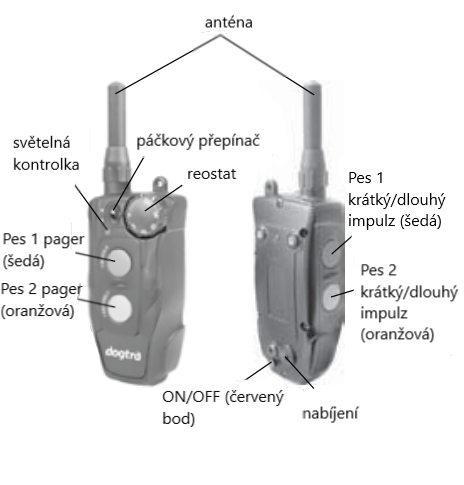 anténa
světelná
kontrolka
páčkový přepínač
reostat
Pes 1 pager
(šedá)
Pes 2 pager
(oranžová)
Pes 1
krátký/dlouhý
impulz (šedá)
Pes 2
krátký/dlouhý
impulz
(oranžová)
dogtra
ON/OFF (červený
bod)
nabíjení